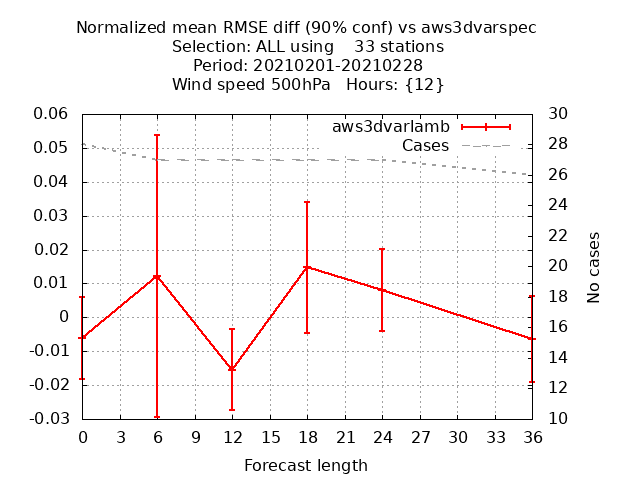 Normalized mean RMSE diff (90% conf) vs aws3dvarspec
Selection: ALL using    33 stations
Period: 20210201-20210228
Wind speed 500hPa   Hours: {12}
aws3dvarlamb
Cases
0.06
0.05
0.04
0.03
0.02
0.01
0
-0.01
-0.02
-0.03
30
28
26
24
22
20
18
16
14
12
10
No cases
0 3 6 9 12 15 18 21 24 27 30 33 36
Forecast length